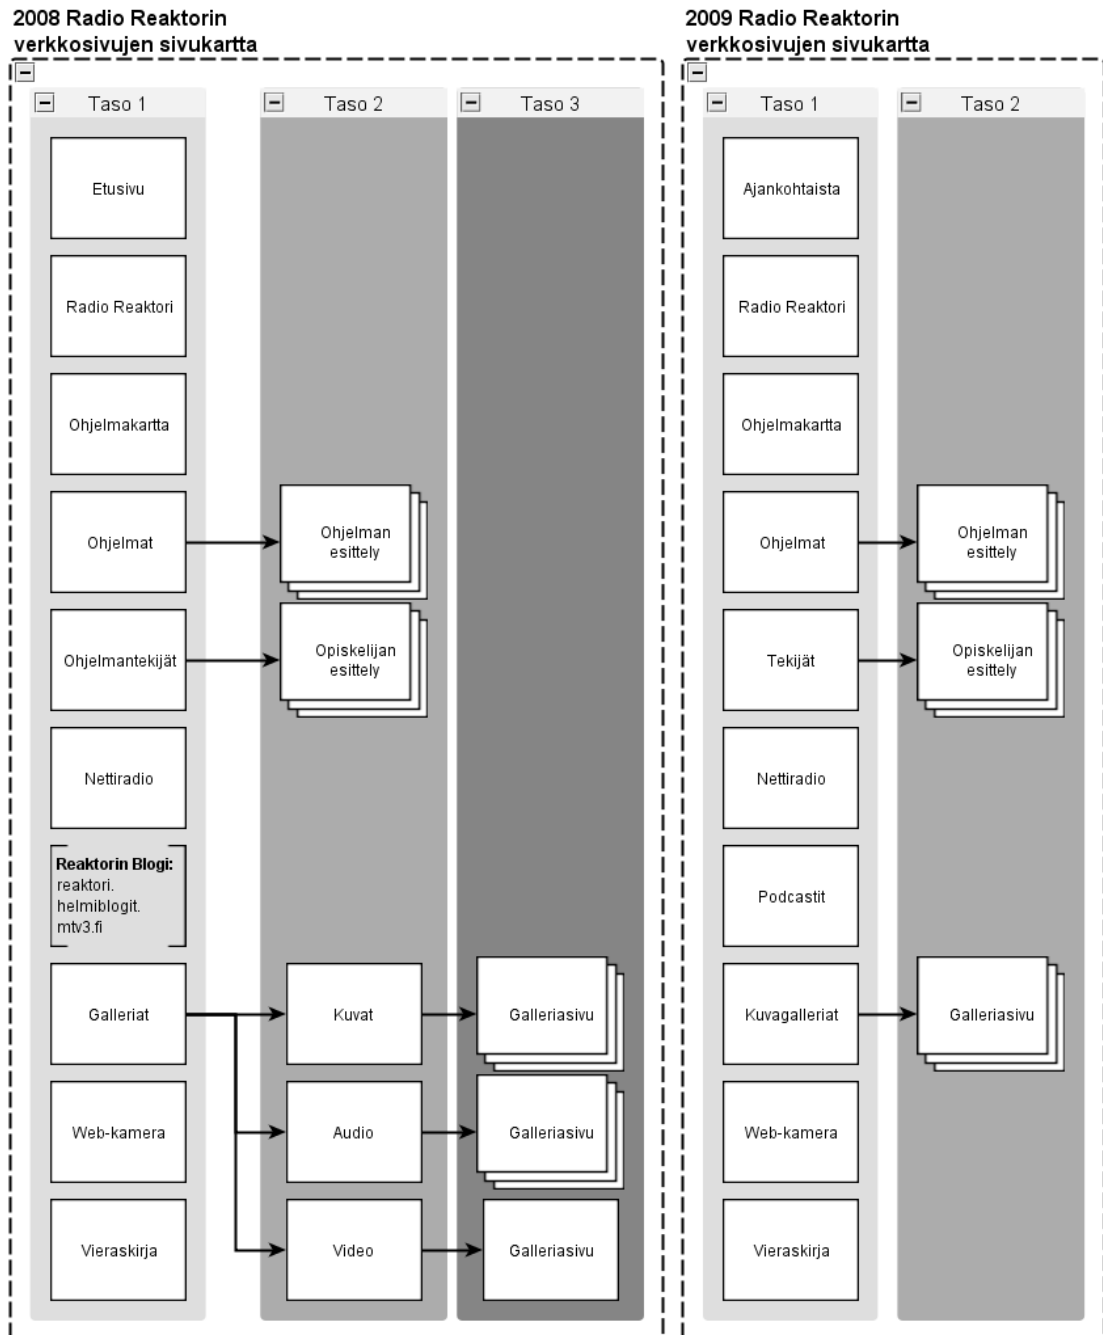 2008 Radio Reaktorin
verkkosivujen sivukartta
Taso 1
Taso 2
Taso 3
Etusivu
Radio Reaktori
Ohjelmakartta
Ohjelmat
Ohjelman
esittely
Ohjelmantekijät
Opiskelijan
esittely
Nettiradio
Reaktorin Blogi:
reaktori.
helmiblogit.
mtv3.fi
Galleriat
Kuvat
Galleriasivu
Web-kamera
Audio
Galleriasivu
Vieraskirja
Video
Galleriasivu
2009 Radio Reaktorin
verkkosivujen sivukartta
Taso 1
Taso 2
Ajankohtaista
Radio Reaktori
Ohjelmakartta
Ohjelmat
Ohjelman
esittely
Tekijät
Opiskelijan
esittely
Nettiradio
Podcastit
Kuvagalleriat
Galleriasivu
Web-kamera
Vieraskirja